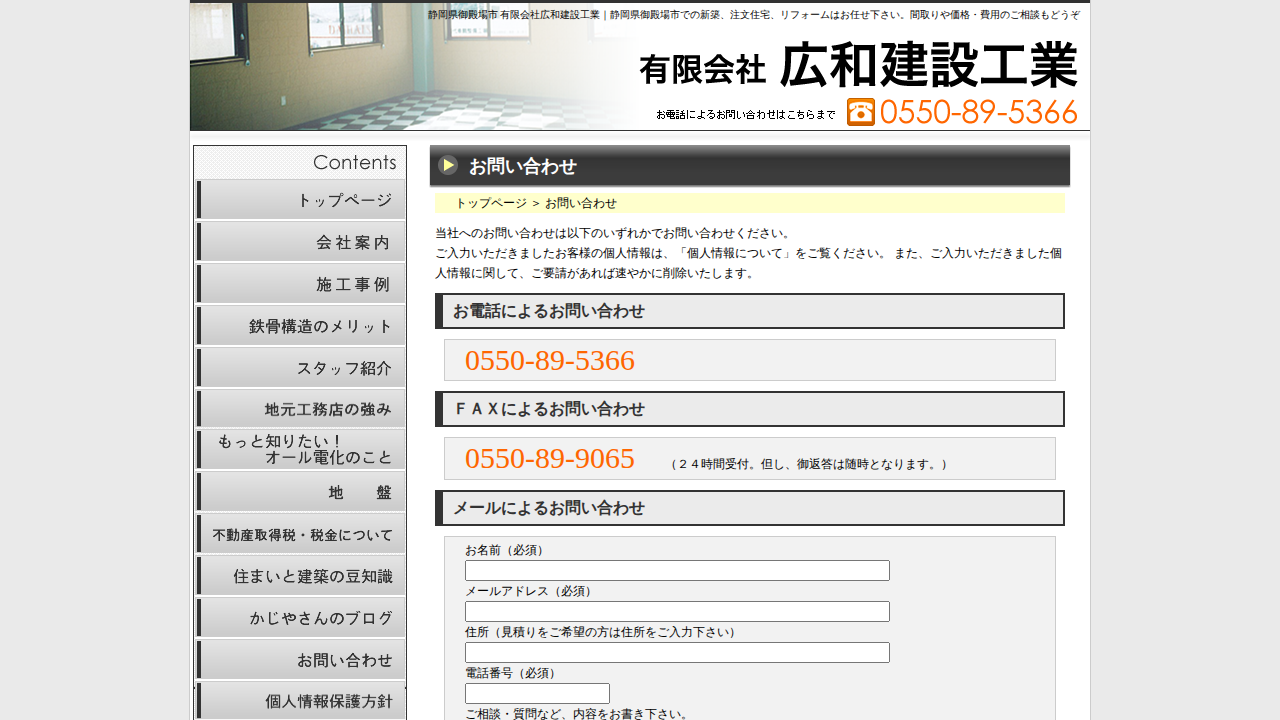 静岡県御殿場市 有限会社広和建設工業｜静岡県御殿場市での新築、注文住宅、リフォームはお任せ下さい。間取りや価格・費用のご相談もどうぞ
有限会社 広和建設工業
お電話によるお問い合わせはこちらまで 0550-89-5366
Contents
トップページ
会社案内
施工事例
鉄骨構造のメリット
スタッフ紹介
地元工務店の強み
もっと知りたい！
オール電化のこと
地　　盤
不動産取得税・税金について
住まいと建築の豆知識
かじやさんのブログ
お問い合わせ
個人情報保護方針
お問い合わせ
トップページ ＞ お問い合わせ
当社へのお問い合わせは以下のいずれかでお問い合わせください。
ご入力いただきましたお客様の個人情報は、「個人情報について」をご覧ください。 また、ご入力いただきました個
人情報に関して、ご要請があれば速やかに削除いたします。
お電話によるお問い合わせ
0550-89-5366
ＦＡＸによるお問い合わせ
0550-89-9065 （２４時間受付。但し、御返答は随時となります。）
メールによるお問い合わせ
お名前（必須）
メールアドレス（必須）
住所（見積りをご希望の方は住所をご入力下さい）
電話番号（必須）
ご相談・質問など、内容をお書き下さい。